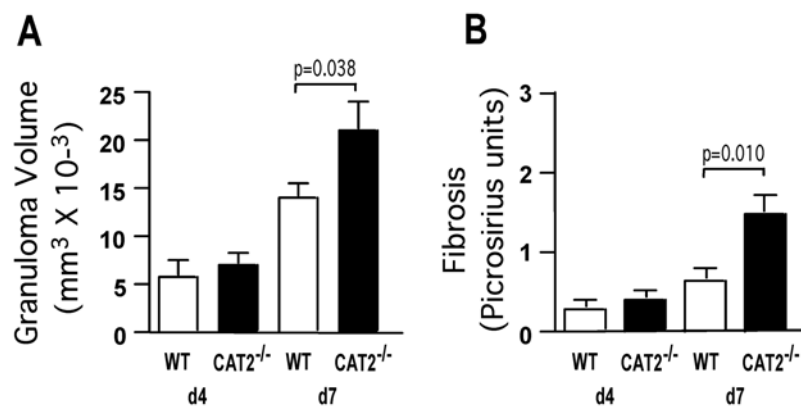 A
Granuloma Volume
(mm³ X 10-³)
25
20
15
10
5
0
p=0.038
WT CAT2-/- WT CAT2-/-
d4 d7
B
Fibrosis
(Picrosirius units)
3
2
1
0
p=0.010
WT CAT2-/- WT CAT2-/-
d4 d7